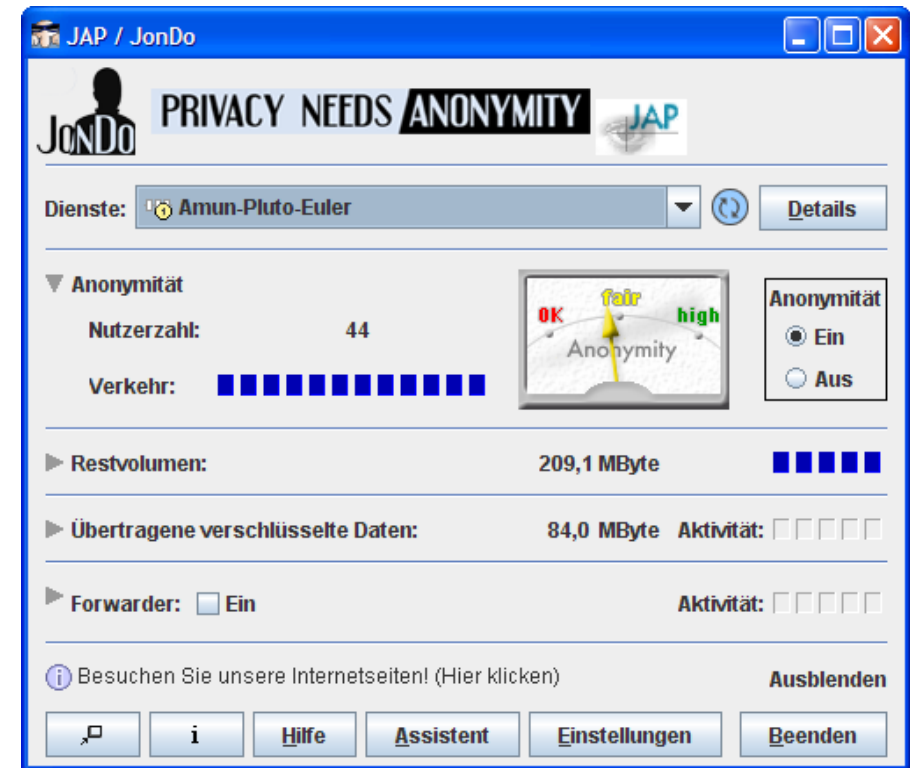 JAP / JonDo
JONDO PRIVACY NEEDS ANONYMITY JAP
Dienste: Amun-Pluto-Euler Details
Anonymität
Nutzerzahl: 44
Verkehr:
OK fair high
Anonymity
Anonymität
Ein
Aus
Restvolumen: 209,1 MByte
Übertragene verschlüsselte Daten: 84,0 MByte Aktivität:
Forwarder: Ein Aktivität:
Besuchen Sie unsere Internetseiten! (Hier klicken) Ausblenden
i Hilfe Assistent Einstellungen Beenden